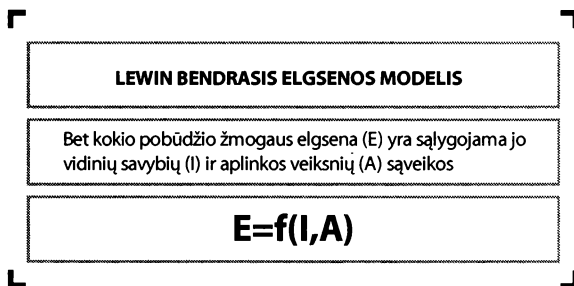 LEWIN BENDRASIS ELGSENOS MODELIS
Bet kokio pobūdžio žmogaus elgsena (E) yra sąlygojama jo
vidinių savybių (I) ir aplinkos veiksnių (A) sąveikos
E=f(I,A)